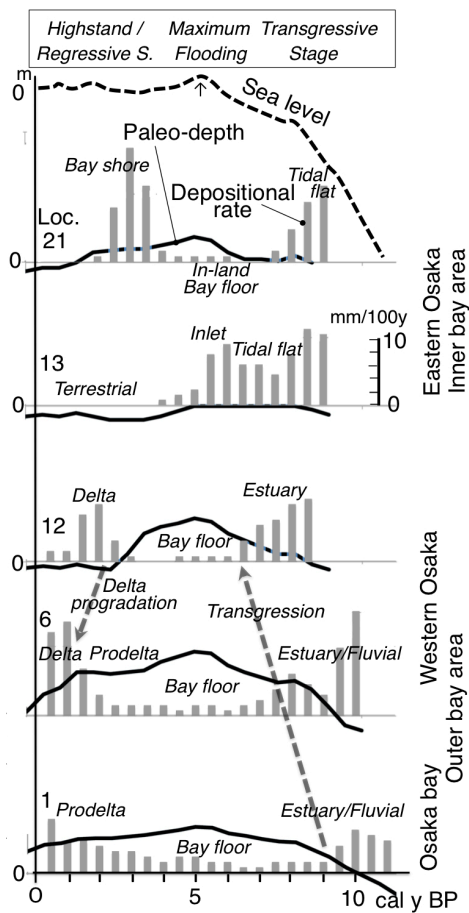 Highstand / Maximum Transgressive
Regressive S. Flooding Stage
m
0
Sea level
Paleo-depth
Bay shore
Tidal
flat
Depositional
rate
Loc.
21
0
In-land
Bay floor
mm/100y
10
0
Inlet
Tidal flat
13
Terrestrial
0
Eastern Osaka
Inner bay area
Delta
Estuary
12
Bay floor
0
Delta
progradation
Transgression
6
Delta Prodelta
Estuary/Fluvial
Bay floor
Western Osaka
Outer bay area
Osaka bay
1 Prodelta
Estuary/Fluvial
Bay floor
0
0 5 10 cal y BP